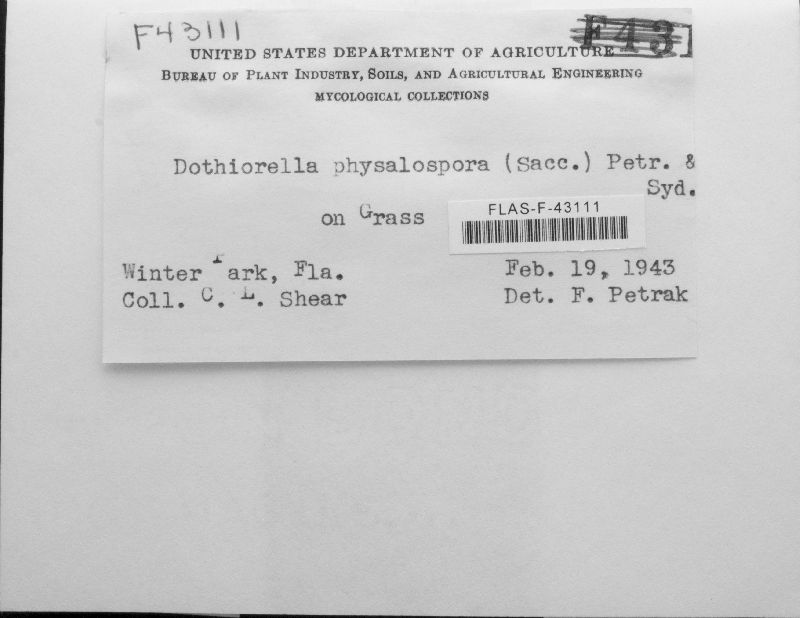 F43111
F431
UNITED STATES DEPARTMENT OF AGRICULTURE
BUREAU OF PLANT INDUSTRY, SOILS, AND AGRICULTURAL ENGINEERING
MYCOLOGICAL COLLECTIONS
Dothiorella physalospora (Sacc.) Petr. &
Syd.
on Grass
FLAS-F-43111
Winter Park, Fla.
Feb. 19, 1943
Coll. C. L. Shear
Det. F. Petrak